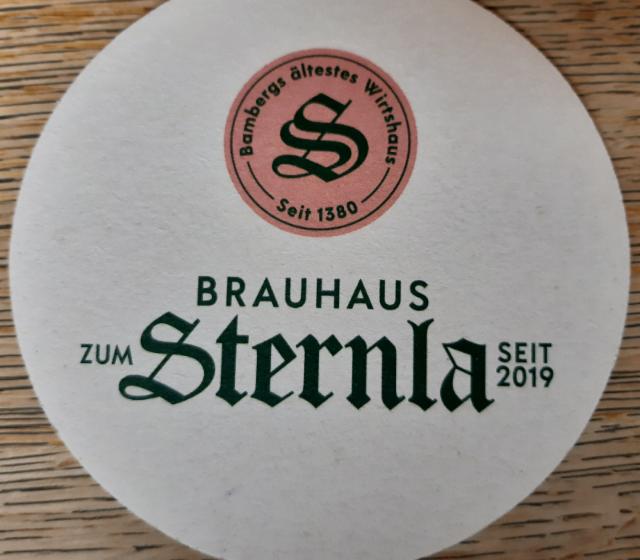 Bambergs ältestes Wirtshaus
S
Seit 1380
BRAUHAUS
ZUM Sternla SEIT
2019